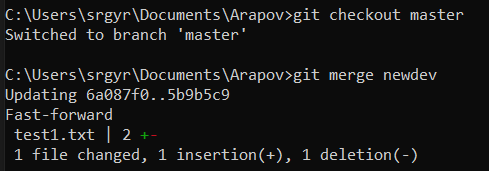 C:\Users\srgyr\Documents\Arapov>git checkout master
Switched to branch 'master'
C:\Users\srgyr\Documents\Arapov>git merge newdev
Updating 6a087f0..5b9b5c9
Fast-forward
 test1.txt | 2 +-
 1 file changed, 1 insertion(+), 1 deletion(-)